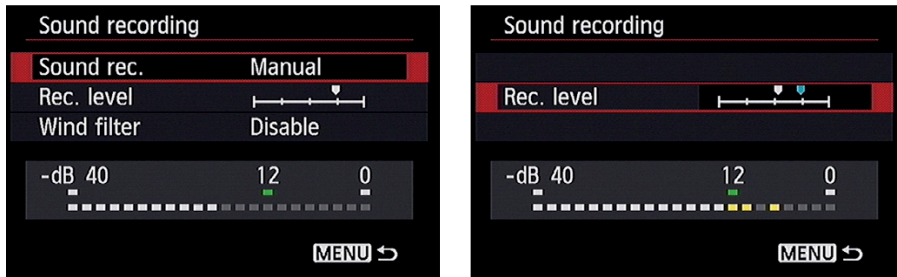 Sound recording
Sound rec. Manual
Rec. level
Wind filter Disable
-dB 40 12 0
MENU
Sound recording
Rec. level
-dB 40 12 0
MENU